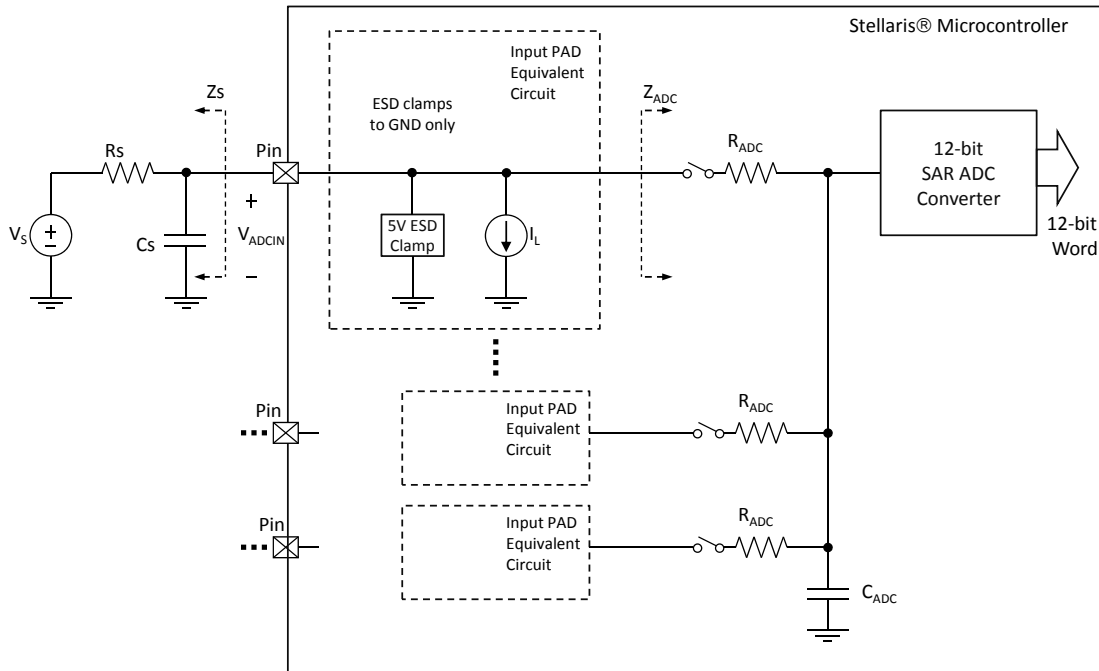 Stellaris® Microcontroller
Input PAD
Equivalent
Circuit
ESD clamps
to GND only
Zs
Z_ADC
Rs
Pin
R_ADC
12-bit
SAR ADC
Converter
V_S
+
−
Cs
+
V_ADCIN
−
5V ESD
Clamp
I_L
12-bit
Word
Pin
Input PAD
Equivalent
Circuit
R_ADC
Pin
Input PAD
Equivalent
Circuit
R_ADC
C_ADC